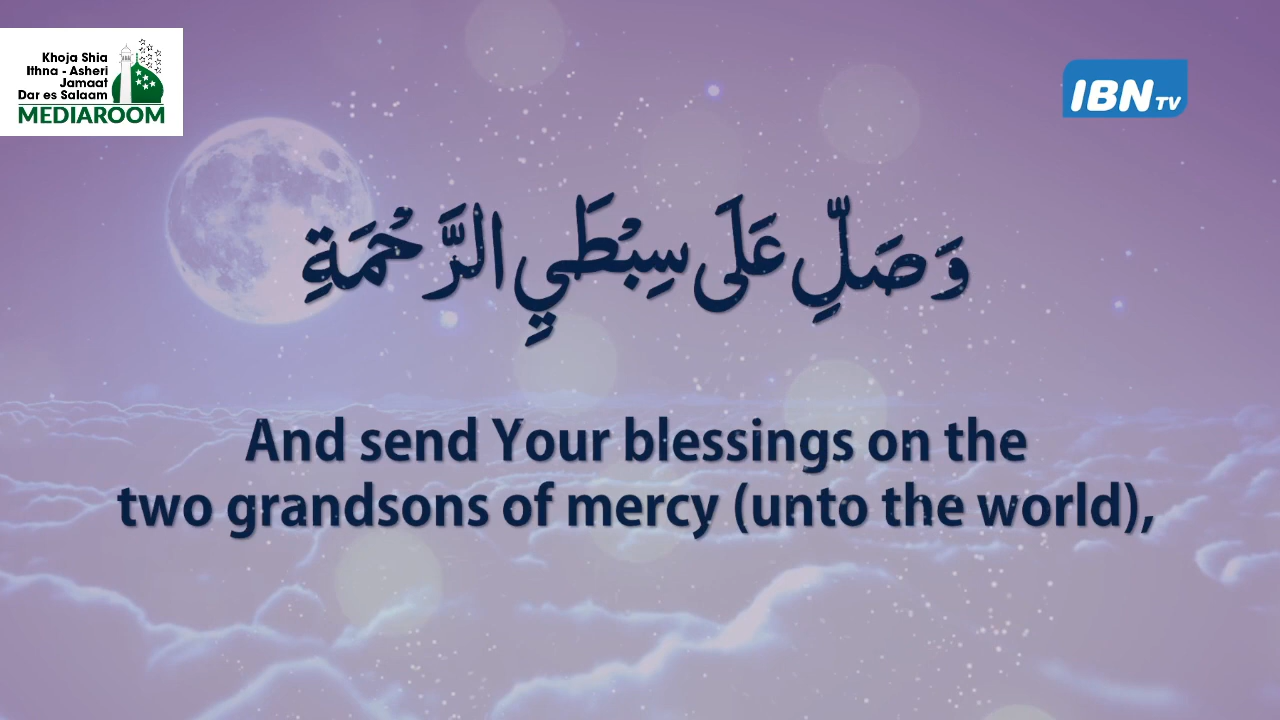 Khoja Shia
Ithna - Asheri
Jamaat
Dar es Salaam
MEDIAROOM
IBN TV
وَصَلِّ عَلَى سِبْطَيِ الرَّحْمَةِ
And send Your blessings on the
two grandsons of mercy (unto the world),